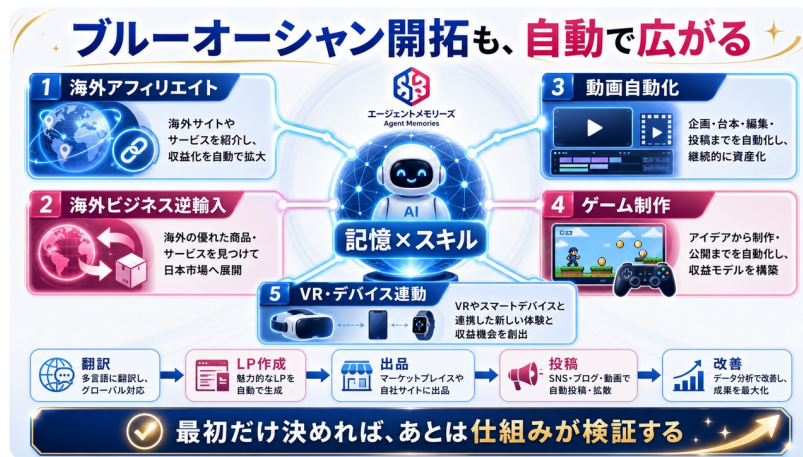 ブルーオーシャン開拓も、自動で広がる
1 海外アフィリエイト
海外サイトや
サービスを紹介し、
収益化を自動で拡大
エージェントメモリーズ
Agent Memories
3 動画自動化
企画・台本・編集・
投稿までを自動化し、
継続的に資産化
2 海外ビジネス逆輸入
海外の優れた商品・
サービスを見つけて
日本市場へ展開
AI
記憶×スキル
4 ゲーム制作
アイデアから制作・
公開までを自動化し、
収益モデルを構築
5 VR・デバイス連動
VRやスマートデバイスと
連携した新しい体験と
収益機会を創出
翻訳
多言語に翻訳し、
グローバル対応
LP作成
魅力的なLPを
自動で生成
出品
マーケットプレイスや
自社サイトに出品
投稿
SNS・ブログ・動画で
自動投稿・拡散
改善
データ分析で改善し、
成果を最大化
最初だけ決めれば、あとは仕組みが検証する